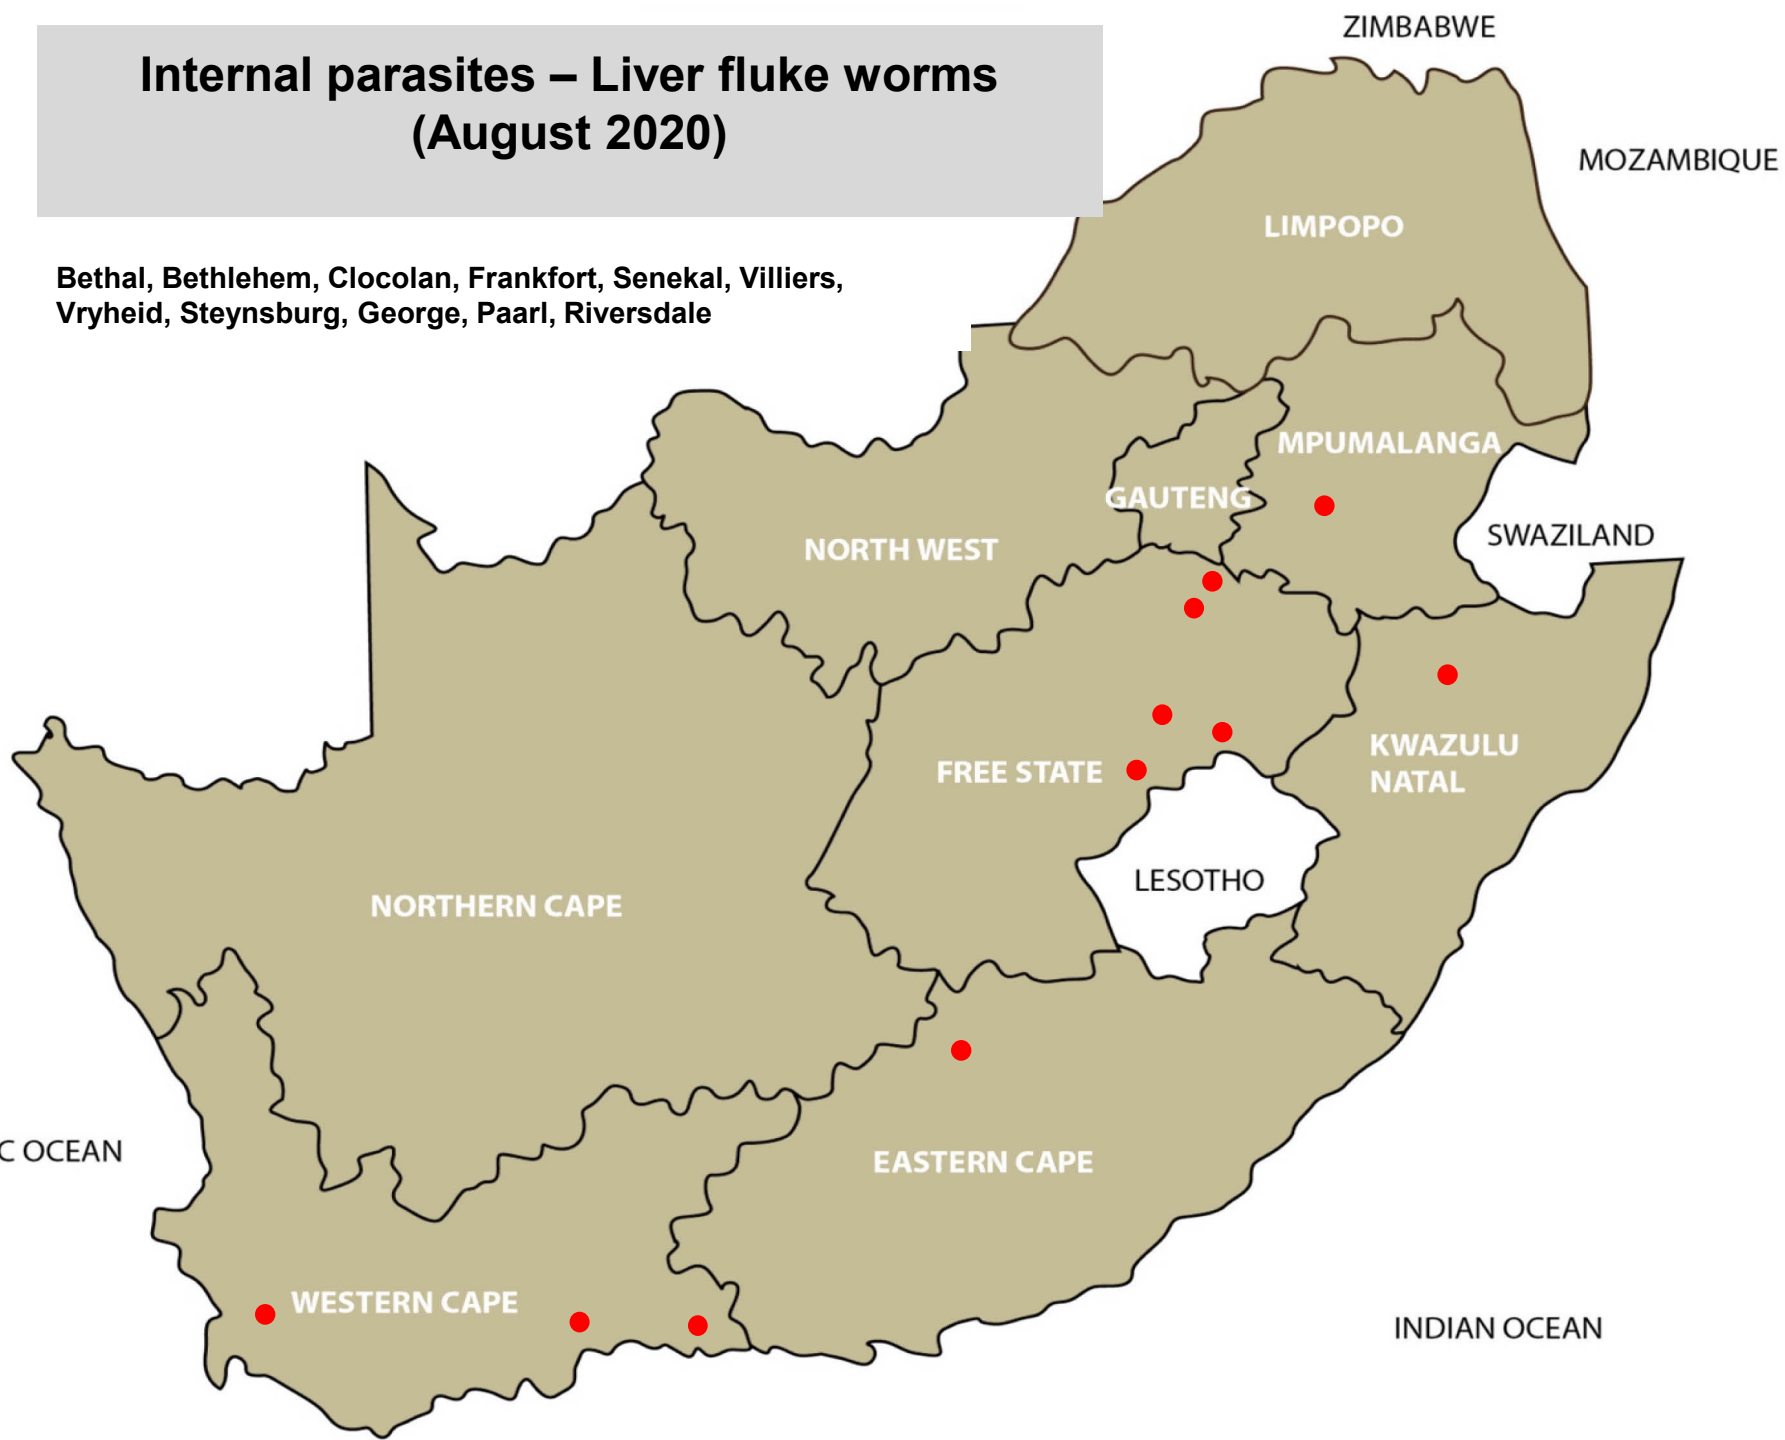 Internal parasites – Liver fluke worms
(August 2020)
Bethal, Bethlehem, Clocolan, Frankfort, Senekal, Villiers,
Vryheid, Steynsburg, George, Paarl, Riversdale
ZIMBABWE
MOZAMBIQUE
LIMPOPO
MPUMALANGA
GAUTENG
SWAZILAND
NORTH WEST
KWAZULU
NATAL
FREE STATE
LESOTHO
NORTHERN CAPE
C OCEAN
EASTERN CAPE
WESTERN CAPE
INDIAN OCEAN